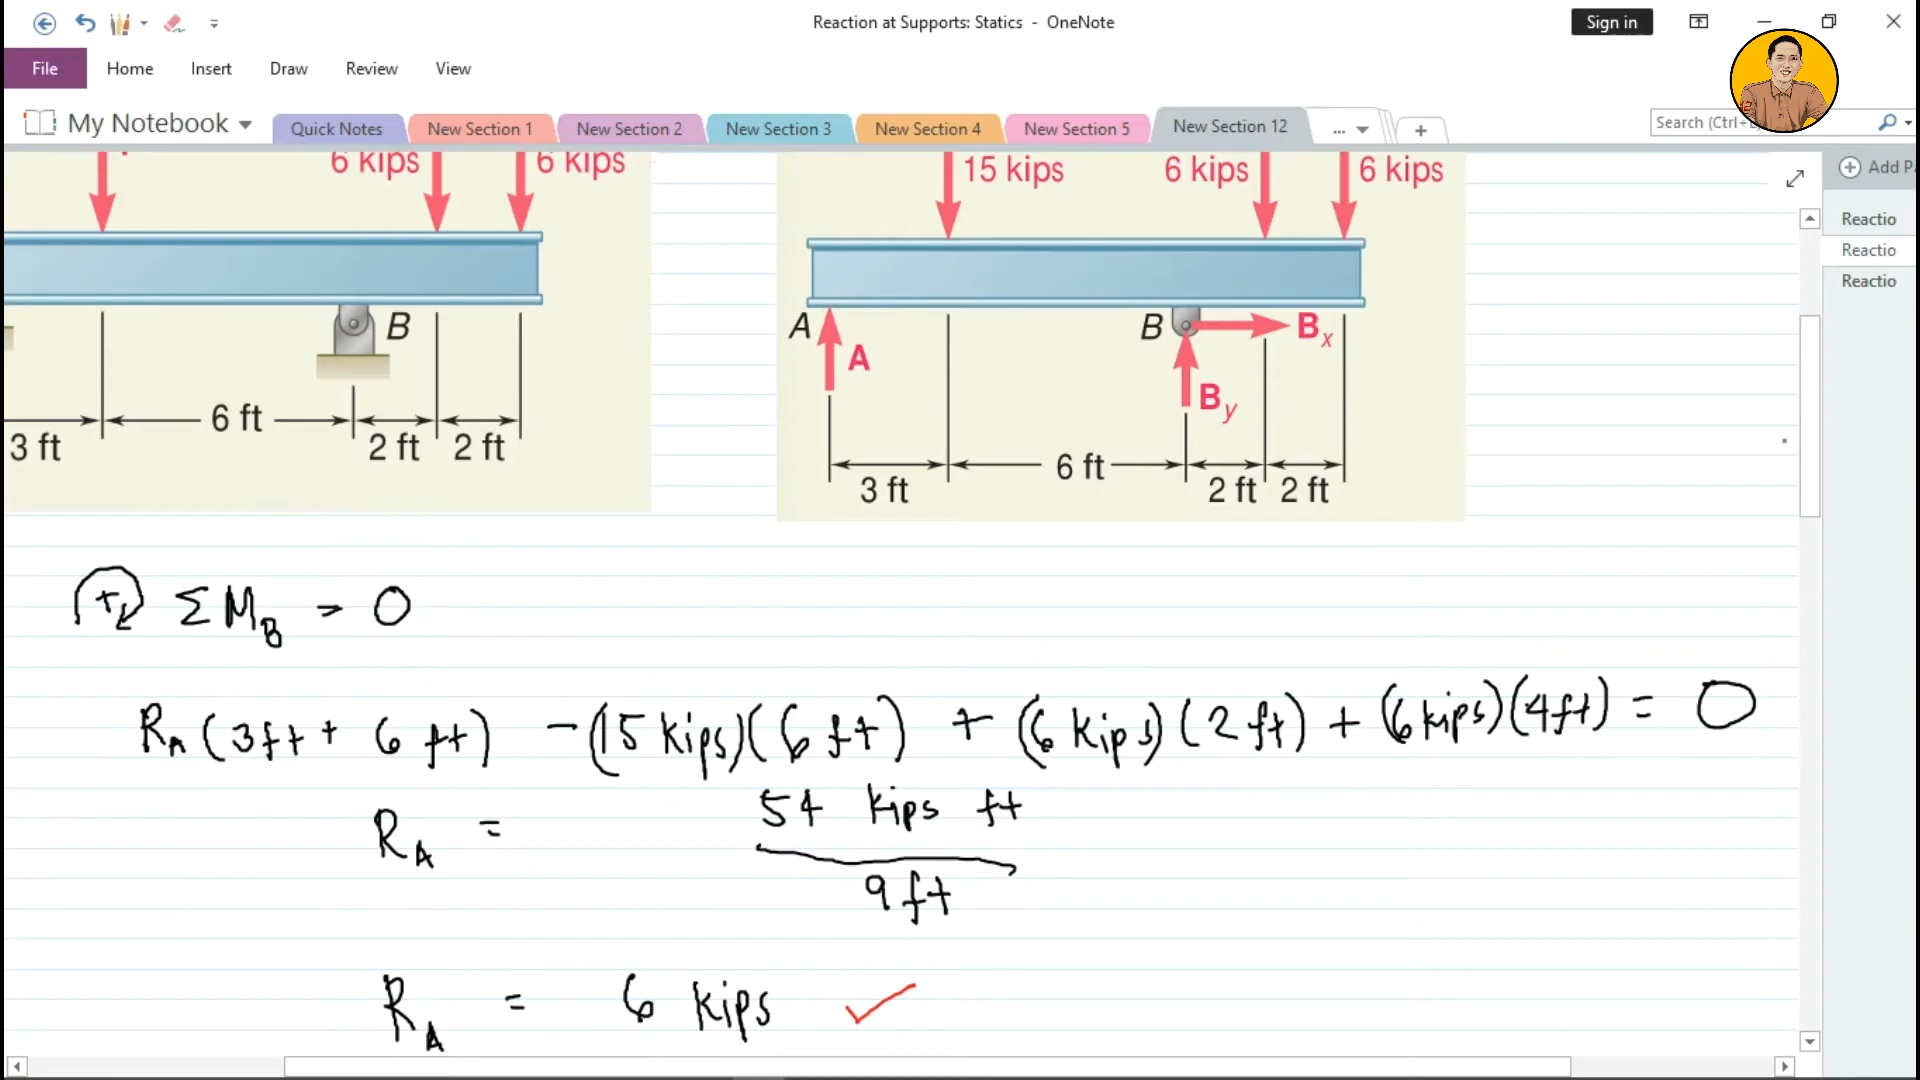 Reaction at Supports: Statics - OneNote
Sign in
File Home Insert Draw Review View
My Notebook
Quick Notes New Section 1 New Section 2 New Section 3 New Section 4 New Section 5 New Section 12 ...
Search (Ctrl+
Add P
Reactio
Reactio
Reactio
6 kips 6 kips
B
3 ft 6 ft 2 ft 2 ft
15 kips 6 kips 6 kips
A A B Bx
By
3 ft 6 ft 2 ft 2 ft
+ ΣMB = 0
RA (3ft + 6 ft) - (15 kips)(6 ft) + (6 kips)(2 ft) + (6 kips)(4ft) = 0
RA = 54 kips ft
9 ft
RA = 6 kips ✓